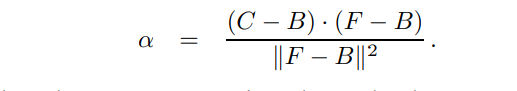 α = (C − B) · (F − B) / ‖F − B‖² .